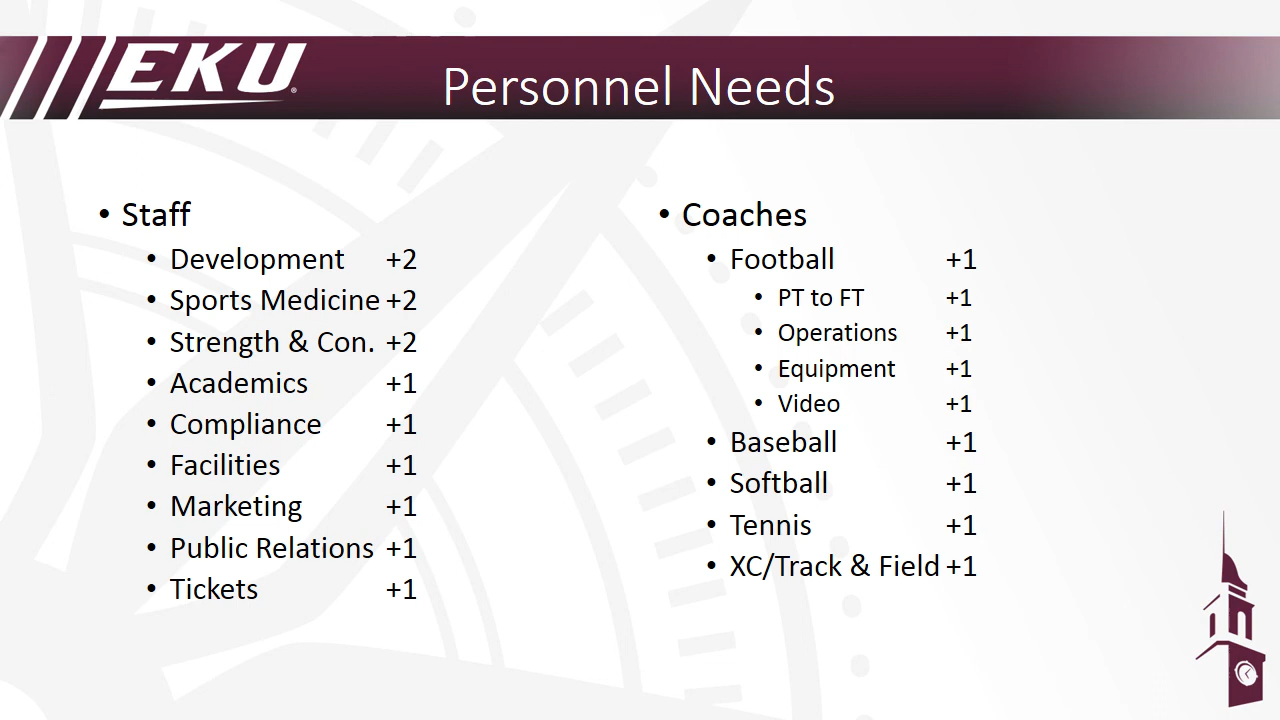 EKU
Personnel Needs
• Staff
• Development +2
• Sports Medicine +2
• Strength & Con. +2
• Academics +1
• Compliance +1
• Facilities +1
• Marketing +1
• Public Relations +1
• Tickets +1
• Coaches
• Football +1
• PT to FT +1
• Operations +1
• Equipment +1
• Video +1
• Baseball +1
• Softball +1
• Tennis +1
• XC/Track & Field +1